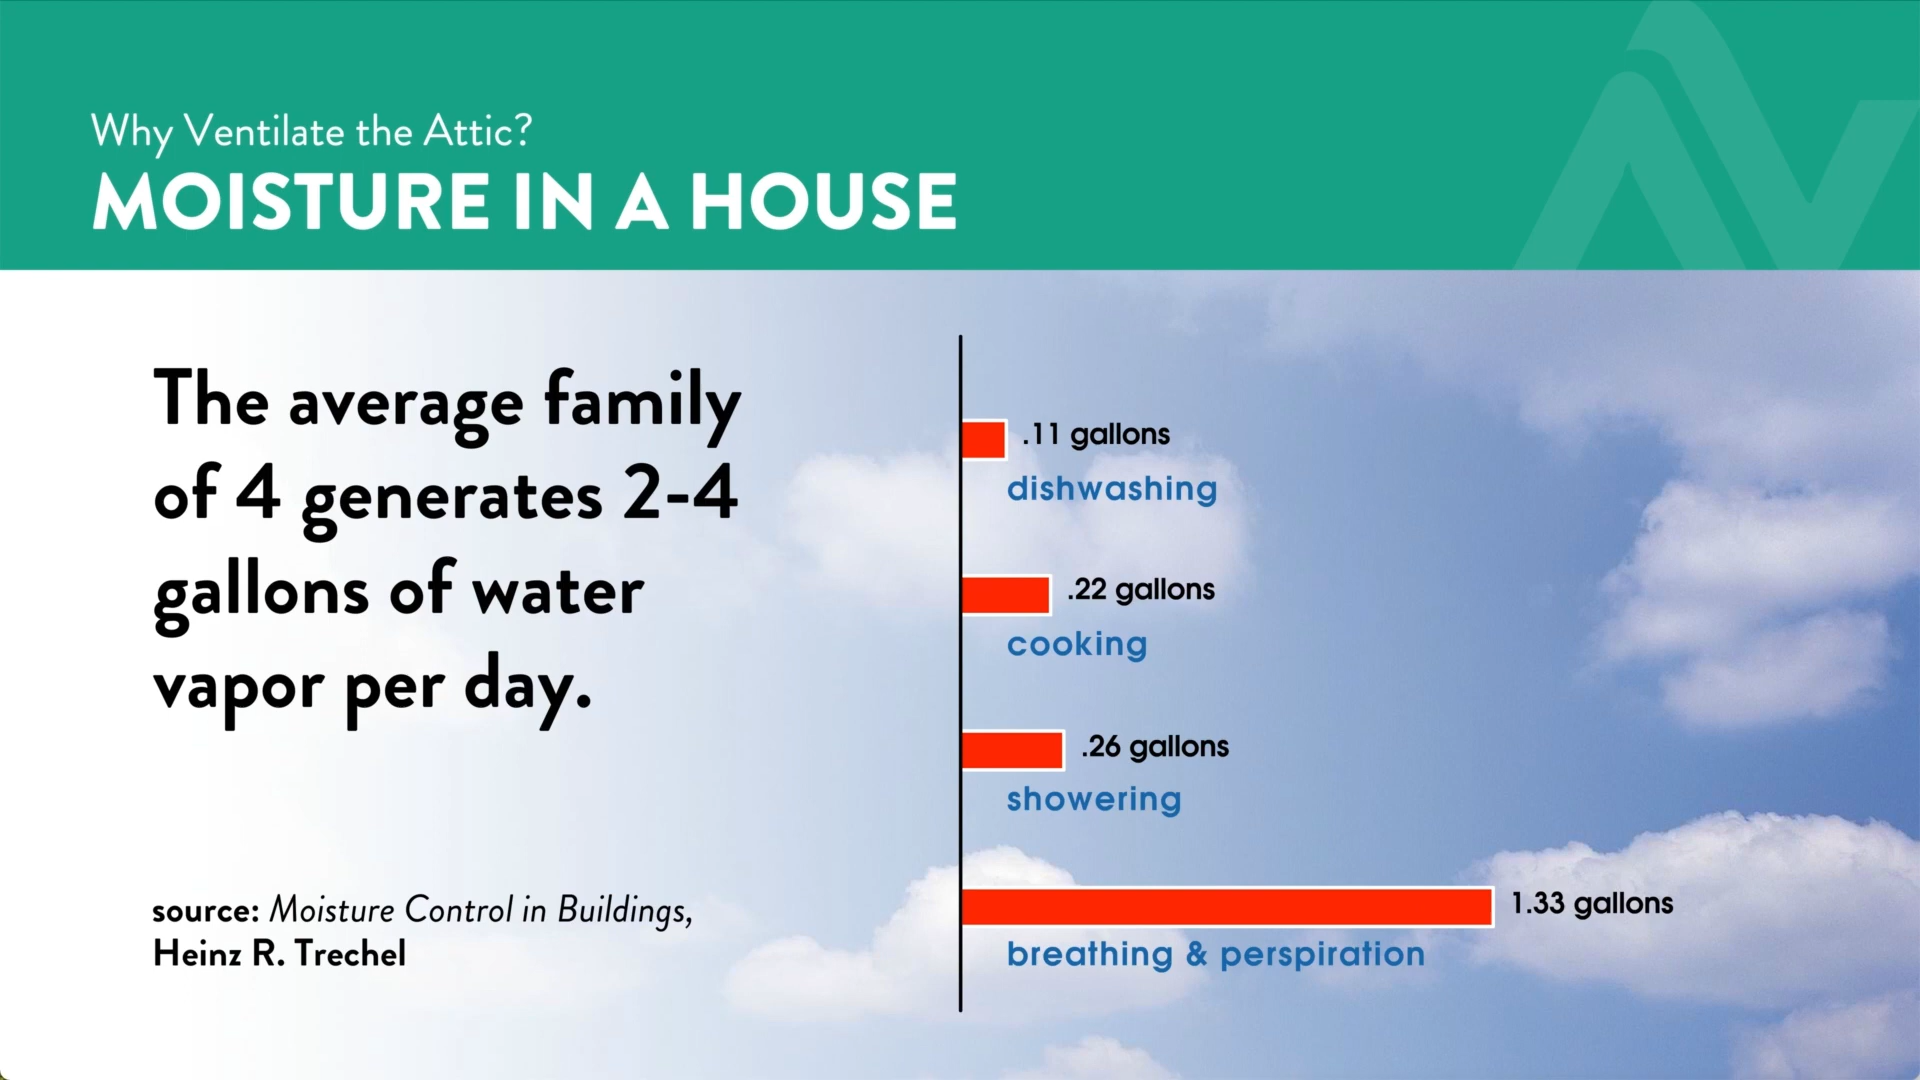 Why Ventilate the Attic?
MOISTURE IN A HOUSE
The average family
of 4 generates 2-4
gallons of water
vapor per day.
source: Moisture Control in Buildings,
Heinz R. Trechel
.11 gallons
dishwashing
.22 gallons
cooking
.26 gallons
showering
1.33 gallons
breathing & perspiration